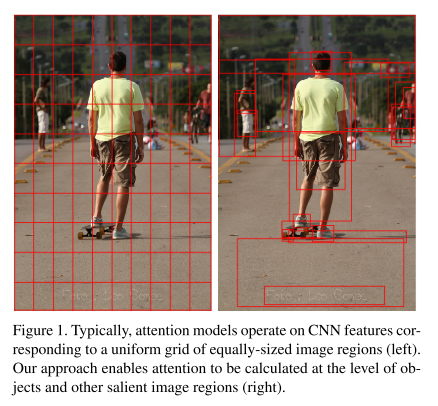 Figure 1. Typically, attention models operate on CNN features cor-
responding to a uniform grid of equally-sized image regions (left).
Our approach enables attention to be calculated at the level of ob-
jects and other salient image regions (right).